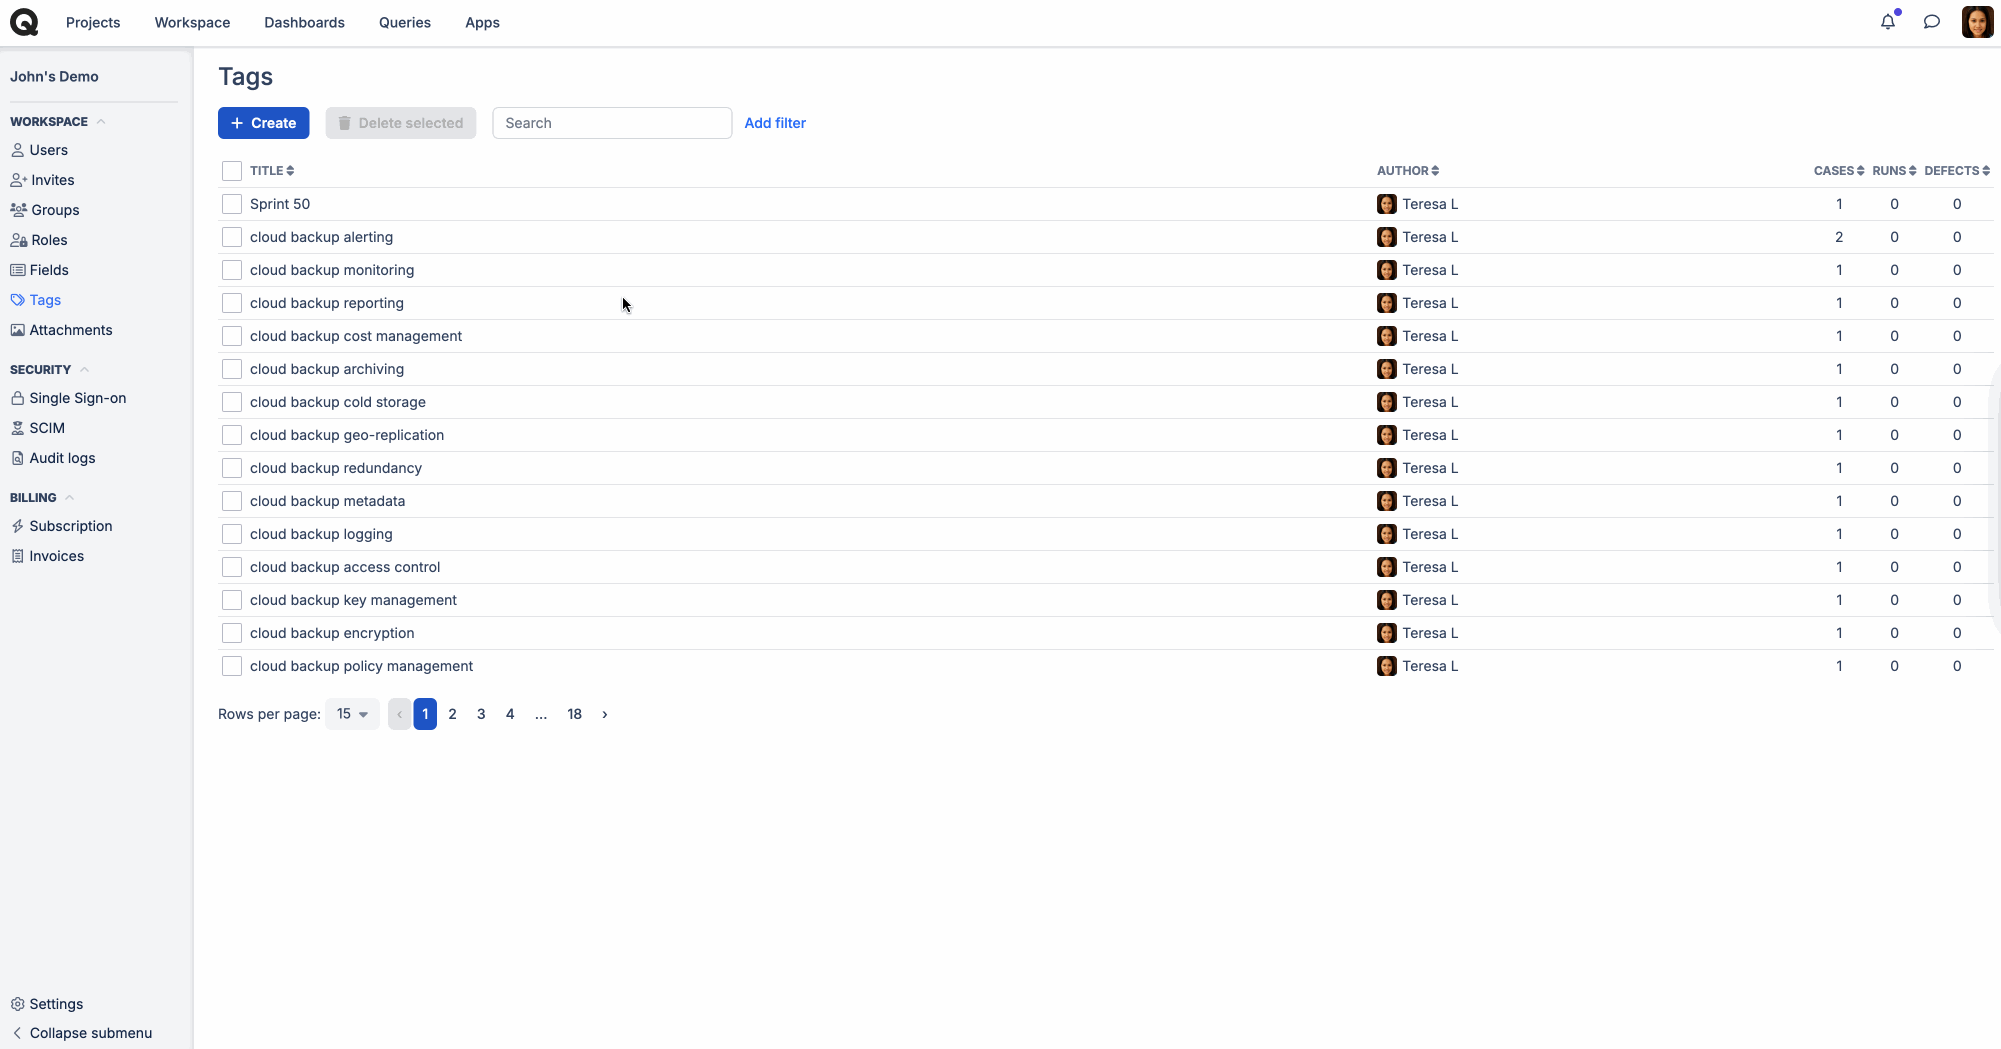 Projects Workspace Dashboards Queries Apps
John's Demo
WORKSPACE
Users
Invites
Groups
Roles
Fields
Tags
Attachments
SECURITY
Single Sign-on
SCIM
Audit logs
BILLING
Subscription
Invoices
Settings
Collapse submenu
Tags
+ Create Delete selected Search Add filter
TITLE AUTHOR CASES RUNS DEFECTS
Sprint 50 Teresa L 1 0 0
cloud backup alerting Teresa L 2 0 0
cloud backup monitoring Teresa L 1 0 0
cloud backup reporting Teresa L 1 0 0
cloud backup cost management Teresa L 1 0 0
cloud backup archiving Teresa L 1 0 0
cloud backup cold storage Teresa L 1 0 0
cloud backup geo-replication Teresa L 1 0 0
cloud backup redundancy Teresa L 1 0 0
cloud backup metadata Teresa L 1 0 0
cloud backup logging Teresa L 1 0 0
cloud backup access control Teresa L 1 0 0
cloud backup key management Teresa L 1 0 0
cloud backup encryption Teresa L 1 0 0
cloud backup policy management Teresa L 1 0 0
Rows per page: 15 ‹ 1 2 3 4 ... 18 ›